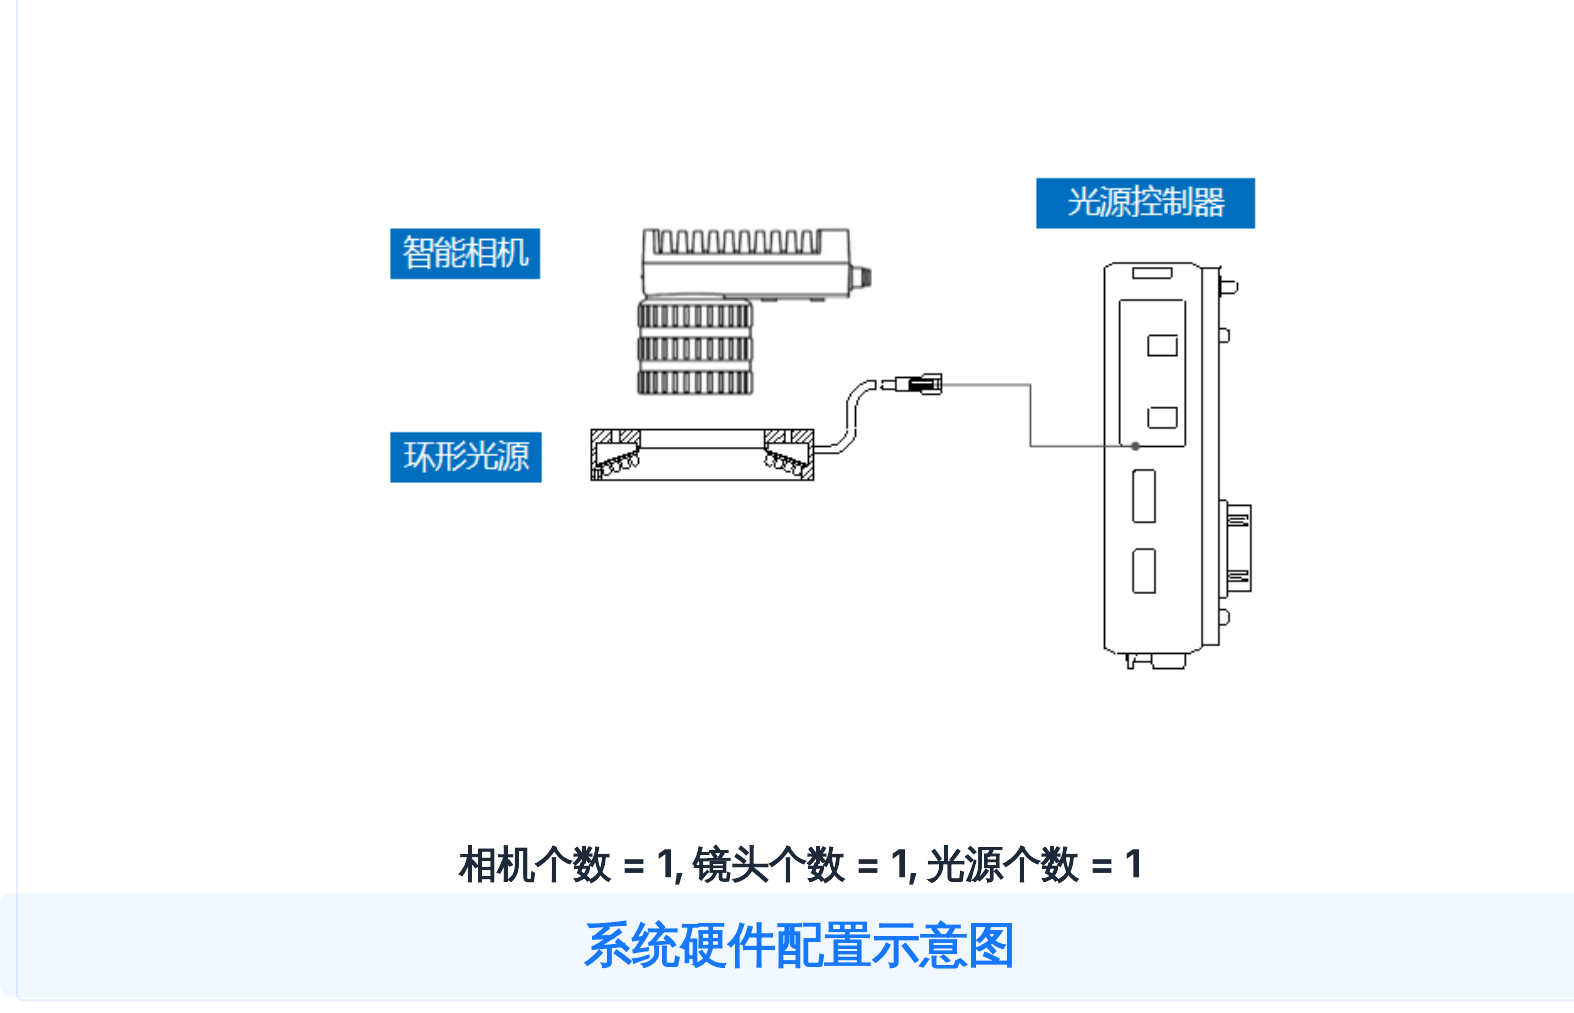 光源控制器
智能相机
环形光源
相机个数 = 1, 镜头个数 = 1, 光源个数 = 1
系统硬件配置示意图